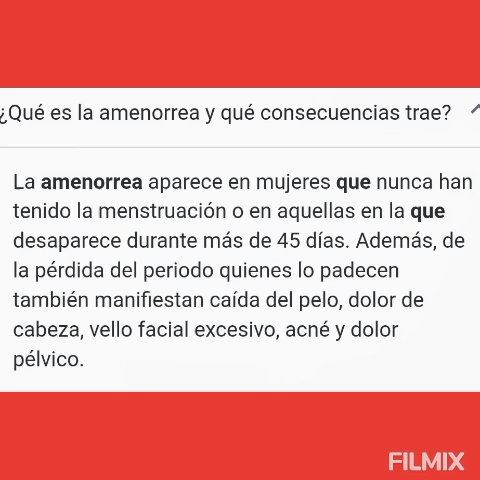 ¿Qué es la amenorrea y qué consecuencias trae?
La amenorrea aparece en mujeres que nunca han
tenido la menstruación o en aquellas en la que
desaparece durante más de 45 días. Además, de
la pérdida del periodo quienes lo padecen
también manifiestan caída del pelo, dolor de
cabeza, vello facial excesivo, acné y dolor
pélvico.
FILMIX